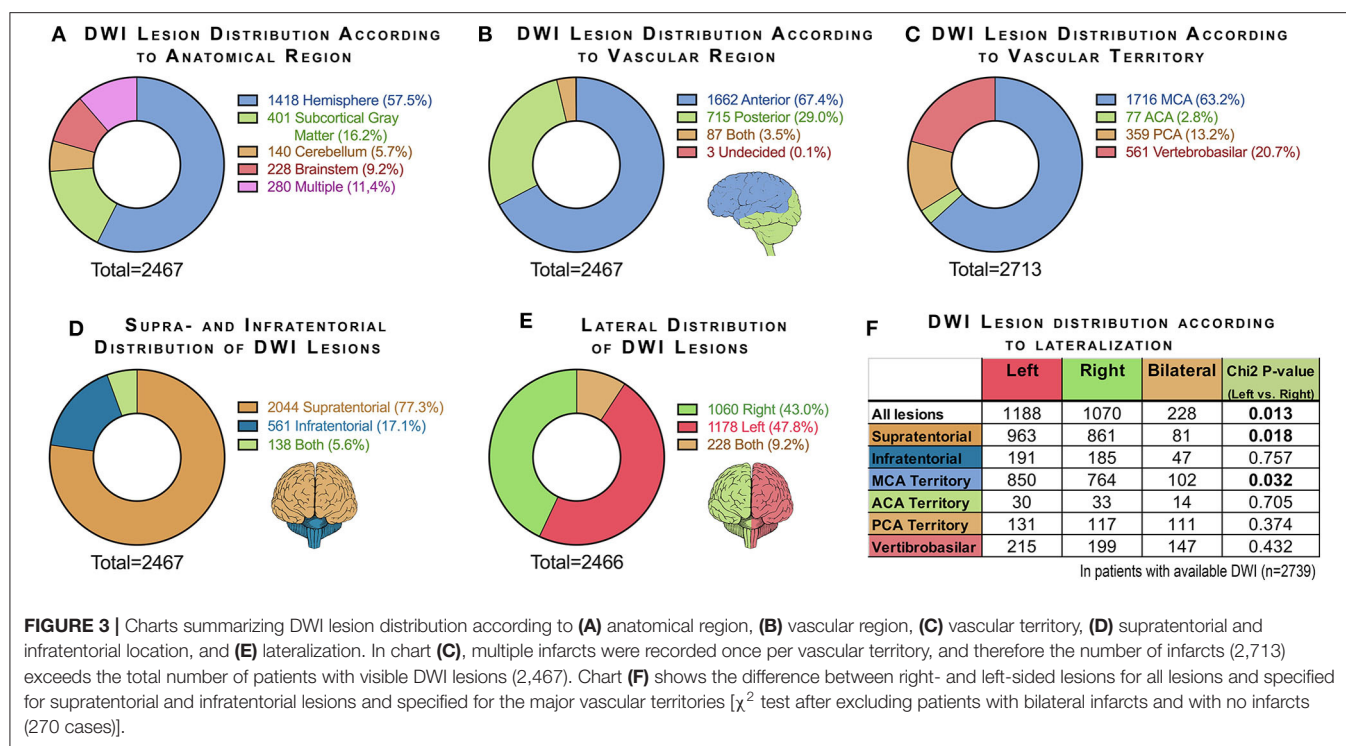 A DWI LESION DISTRIBUTION ACCORDING
TO ANATOMICAL REGION
1418 Hemisphere (57.5%)
401 Subcortical Gray
Matter (16.2%)
140 Cerebellum (5.7%)
228 Brainstem (9.2%)
280 Multiple (11,4%)
Total=2467
B DWI LESION DISTRIBUTION ACCORDING
TO VASCULAR REGION
1662 Anterior (67.4%)
715 Posterior (29.0%)
87 Both (3.5%)
3 Undecided (0.1%)
Total=2467
C DWI LESION DISTRIBUTION ACCORDING
TO VASCULAR TERRITORY
1716 MCA (63.2%)
77 ACA (2.8%)
359 PCA (13.2%)
561 Vertebrobasilar (20.7%)
Total=2713
D SUPRA- AND INFRATENTORIAL
DISTRIBUTION OF DWI LESIONS
2044 Supratentorial (77.3%)
561 Infratentorial (17.1%)
138 Both (5.6%)
Total=2467
E LATERAL DISTRIBUTION
OF DWI LESIONS
1060 Right (43.0%)
1178 Left (47.8%)
228 Both (9.2%)
Total=2466
F DWI LESION DISTRIBUTION ACCORDING
TO LATERALIZATION
Left Right Bilateral Chi2 P-value
(Left vs. Right)
All lesions 1188 1070 228 0.013
Supratentorial 963 861 81 0.018
Infratentorial 191 185 47 0.757
MCA Territory 850 764 102 0.032
ACA Territory 30 33 14 0.705
PCA Territory 131 117 111 0.374
Vertibrobasilar 215 199 147 0.432
In patients with available DWI (n=2739)
FIGURE 3 | Charts summarizing DWI lesion distribution according to (A) anatomical region, (B) vascular region, (C) vascular territory, (D) supratentorial and
infratentorial location, and (E) lateralization. In chart (C), multiple infarcts were recorded once per vascular territory, and therefore the number of infarcts (2,713)
exceeds the total number of patients with visible DWI lesions (2,467). Chart (F) shows the difference between right- and left-sided lesions for all lesions and specified
for supratentorial and infratentorial lesions and specified for the major vascular territories [χ² test after excluding patients with bilateral infarcts and with no infarcts
(270 cases)].